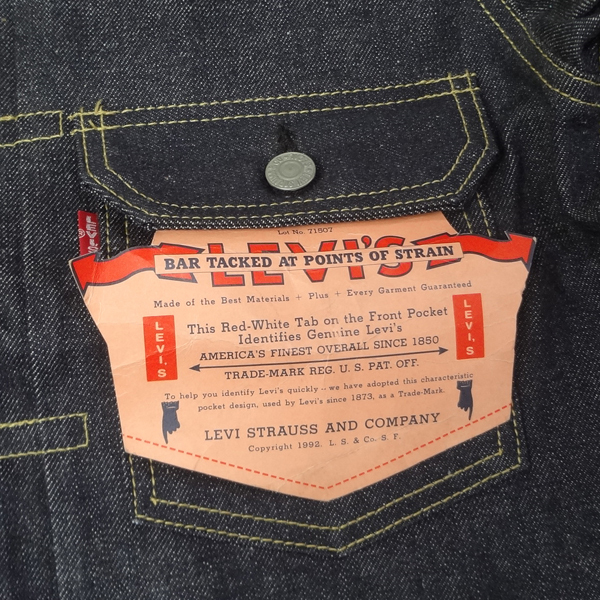 Lot No. 71507
LEVI'S
BAR TACKED AT POINTS OF STRAIN
Made of the Best Materials + Plus + Every Garment Guaranteed
This Red-White Tab on the Front Pocket
Identifies Genuine Levi's
AMERICA'S FINEST OVERALL SINCE 1850
TRADE-MARK REG. U. S. PAT. OFF.
To help you identify Levi's quickly -- we have adopted this characteristic
pocket design, used by Levi's since 1873, as a Trade-Mark.
LEVI STRAUSS AND COMPANY
Copyright 1992. L. S. & Co. S. F.
LEVI'S
LEVI'S
LEVI'S